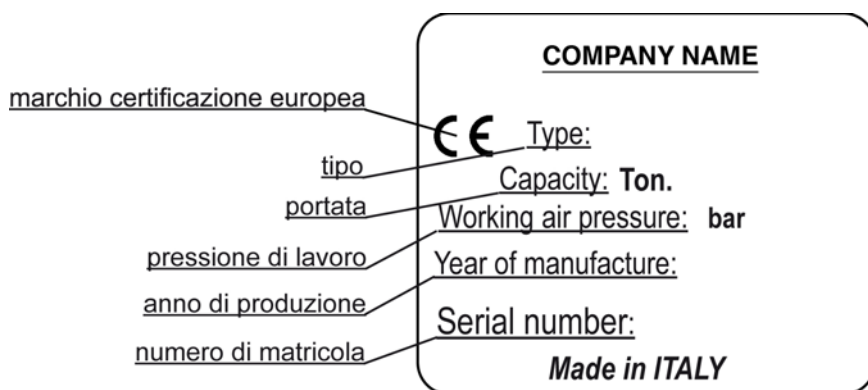 COMPANY NAME
marchio certificazione europea
CE Type:
tipo
Capacity: Ton.
portata
Working air pressure: bar
pressione di lavoro
Year of manufacture:
anno di produzione
Serial number:
numero di matricola
Made in ITALY